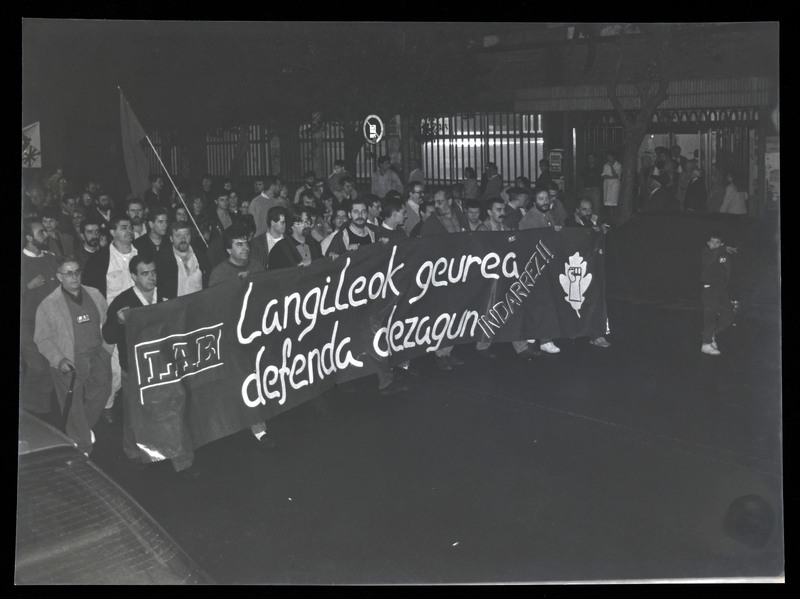 LAB
Langileok geurea
defenda dezagun
INDARREZ!!